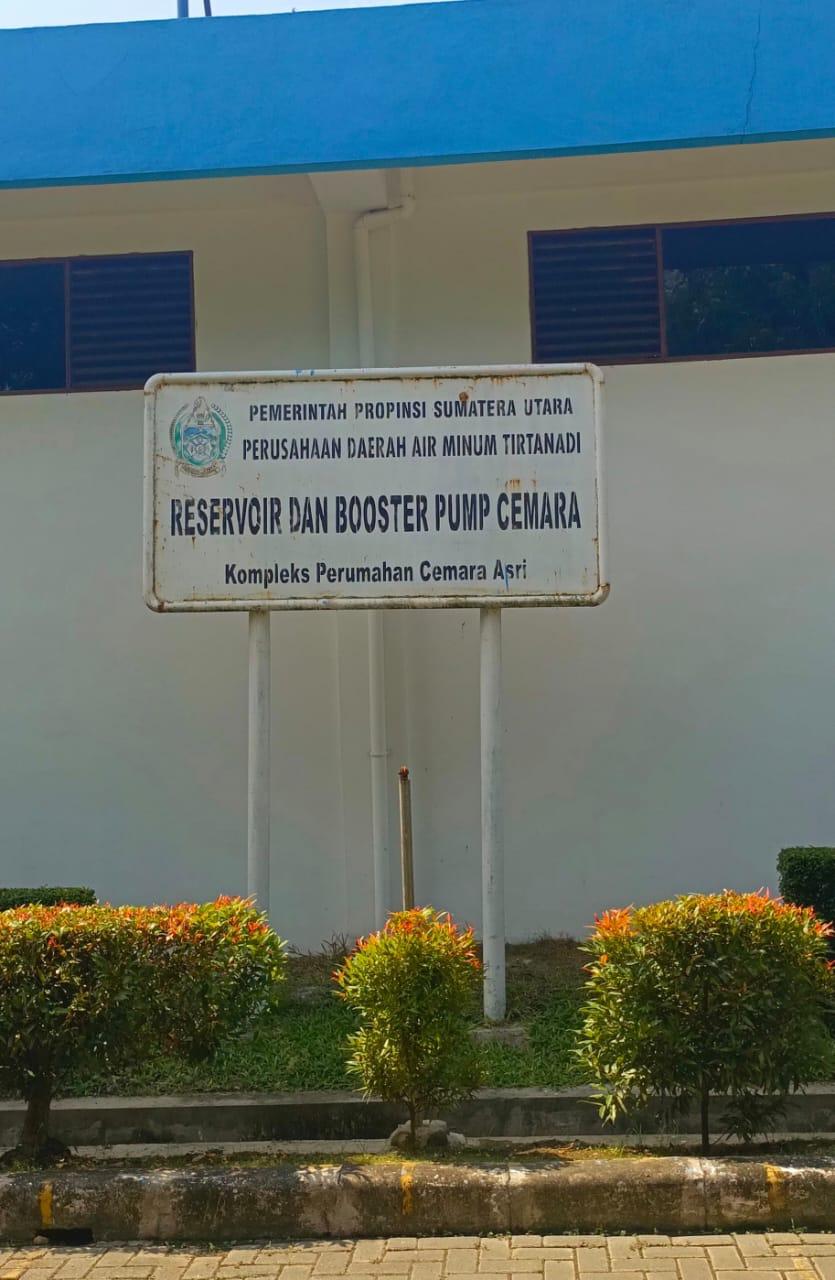 PEMERINTAH PROPINSI SUMATERA UTARA
PERUSAHAAN DAERAH AIR MINUM TIRTANADI
RESERVOIR DAN BOOSTER PUMP CEMARA
Kompleks Perumahan Cemara Asri